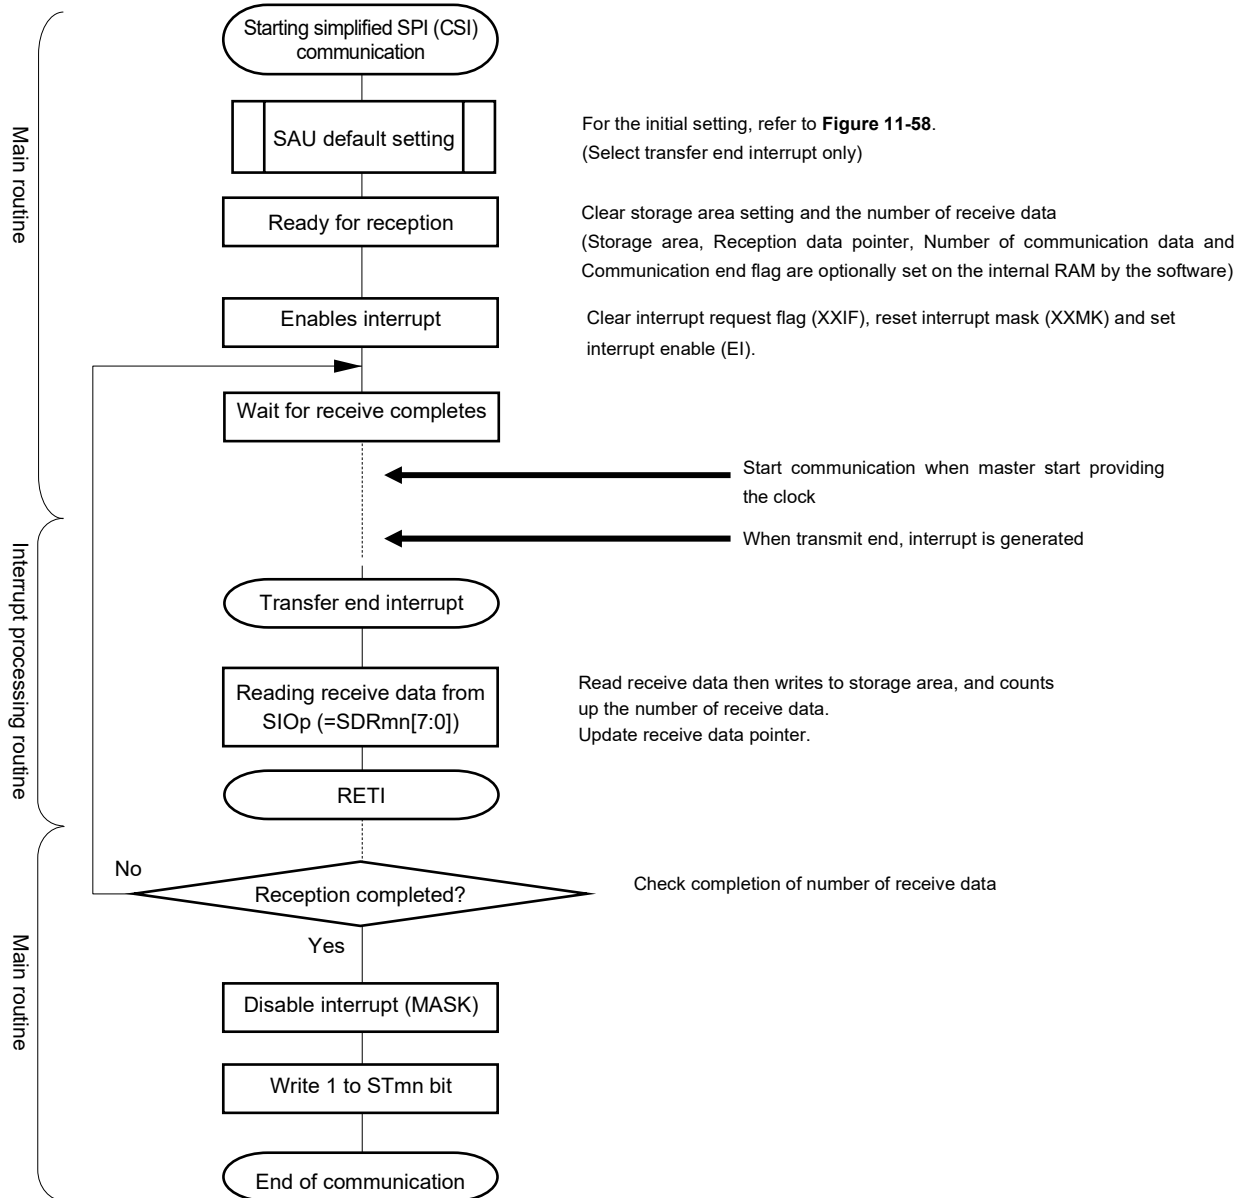 Starting simplified SPI (CSI)
communication
Main routine
SAU default setting
For the initial setting, refer to Figure 11-58.
(Select transfer end interrupt only)
Ready for reception
Clear storage area setting and the number of receive data
(Storage area, Reception data pointer, Number of communication data and
Communication end flag are optionally set on the internal RAM by the software)
Enables interrupt
Clear interrupt request flag (XXIF), reset interrupt mask (XXMK) and set
interrupt enable (EI).
Wait for receive completes
Start communication when master start providing
the clock
When transmit end, interrupt is generated
Interrupt processing routine
Transfer end interrupt
Reading receive data from
SIOp (=SDRmn[7:0])
Read receive data then writes to storage area, and counts
up the number of receive data.
Update receive data pointer.
RETI
No
Reception completed?
Check completion of number of receive data
Yes
Main routine
Disable interrupt (MASK)
Write 1 to STmn bit
End of communication